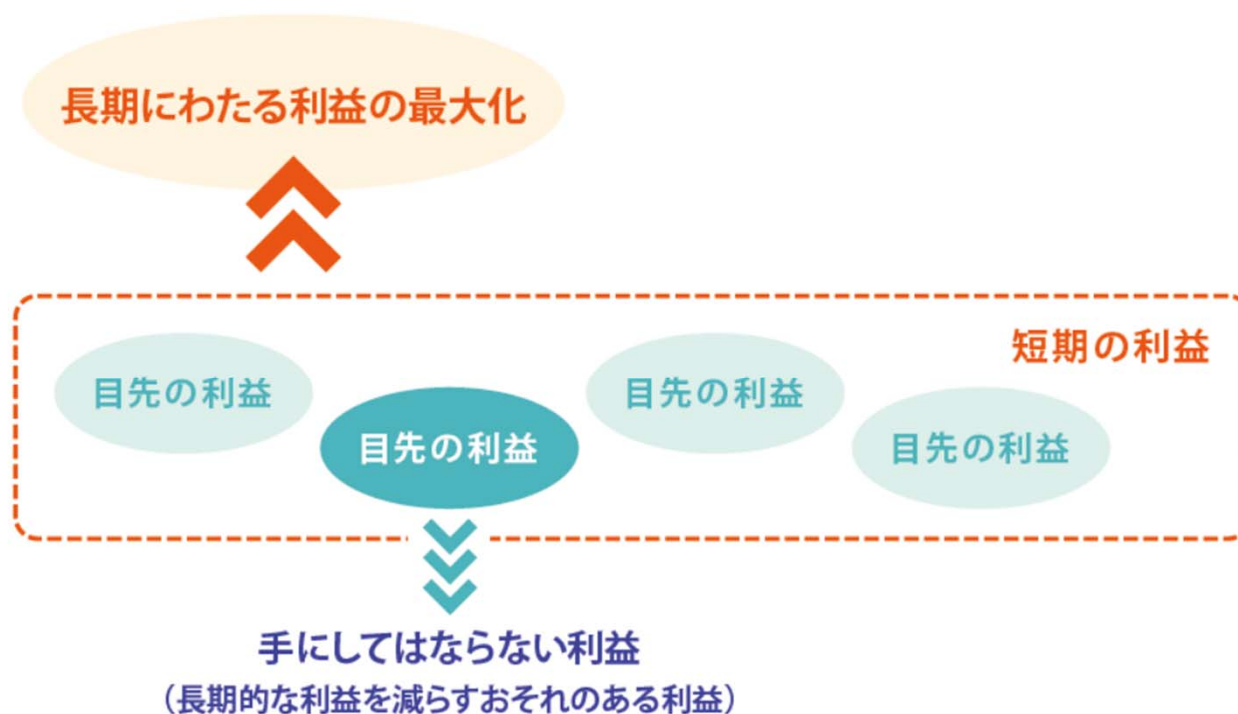 長期にわたる利益の最大化
短期の利益
目先の利益
目先の利益
目先の利益
目先の利益
手にしてはならない利益
（長期的な利益を減らすおそれのある利益）